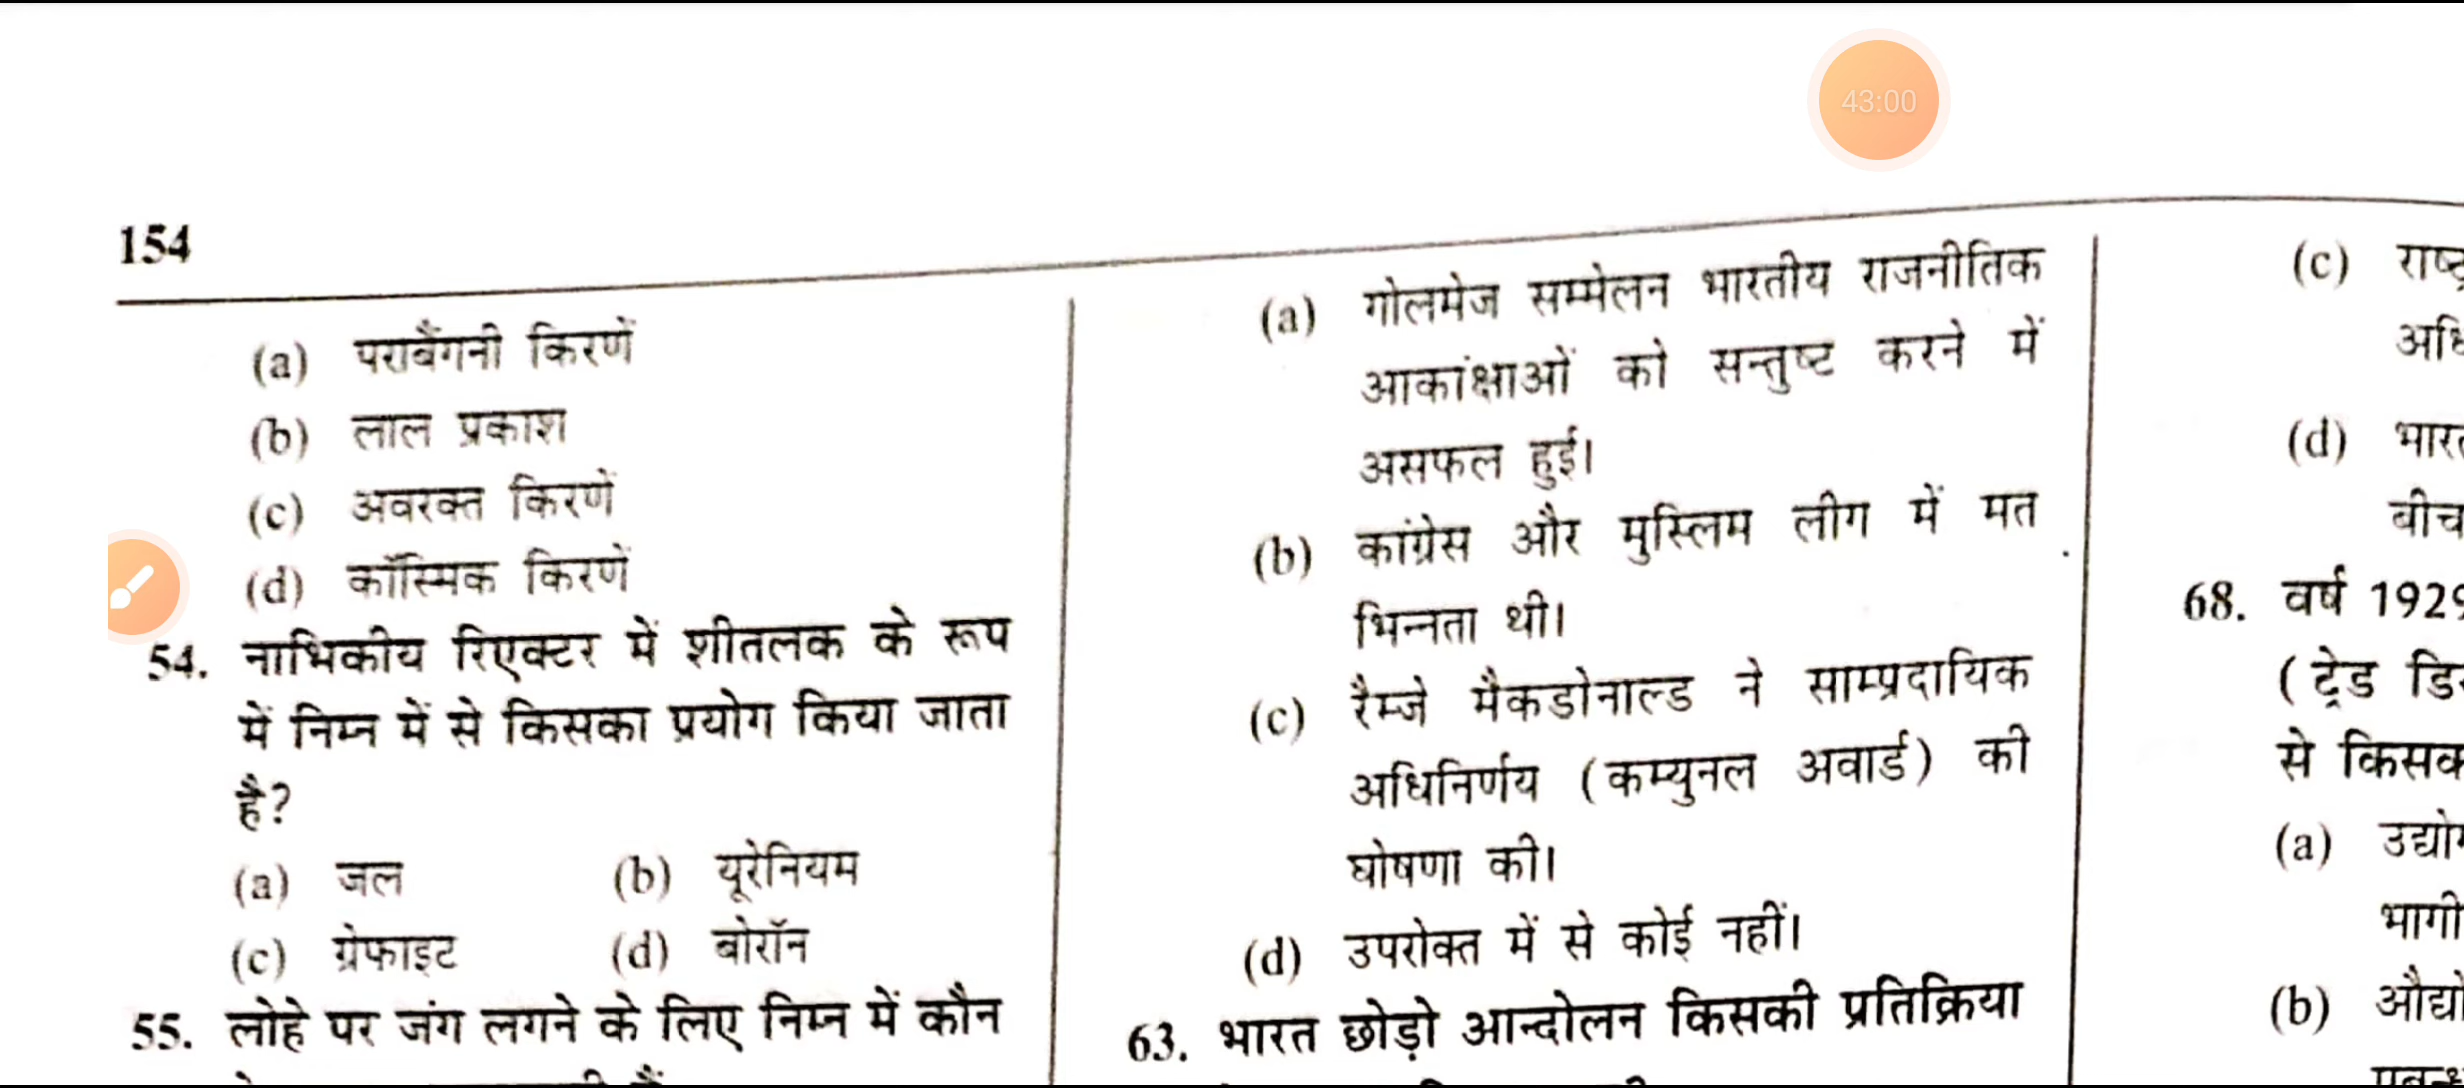 43:00
154
(a) पराबैंगनी किरणें
(b) लाल प्रकाश
(c) अवरक्त किरणें
(d) कॉस्मिक किरणें
54. नाभिकीय रिएक्टर में शीतलक के रूप
में निम्न में से किसका प्रयोग किया जाता
है?
(a) जल (b) यूरेनियम
(c) ग्रेफाइट (d) बोरॉन
55. लोहे पर जंग लगने के लिए निम्न में कौन
(a) गोलमेज सम्मेलन भारतीय राजनीतिक
आकांक्षाओं को सन्तुष्ट करने में
असफल हुई।
(b) कांग्रेस और मुस्लिम लीग में मत
भिन्नता थी।
(c) रैम्जे मैकडोनाल्ड ने साम्प्रदायिक
अधिनिर्णय (कम्युनल अवार्ड) की
घोषणा की।
(d) उपरोक्त में से कोई नहीं।
63. भारत छोड़ो आन्दोलन किसकी प्रतिक्रिया
(c)
(d)
बीच
68. वर्ष 1929
(ट्रेड
से
(a)
(b)